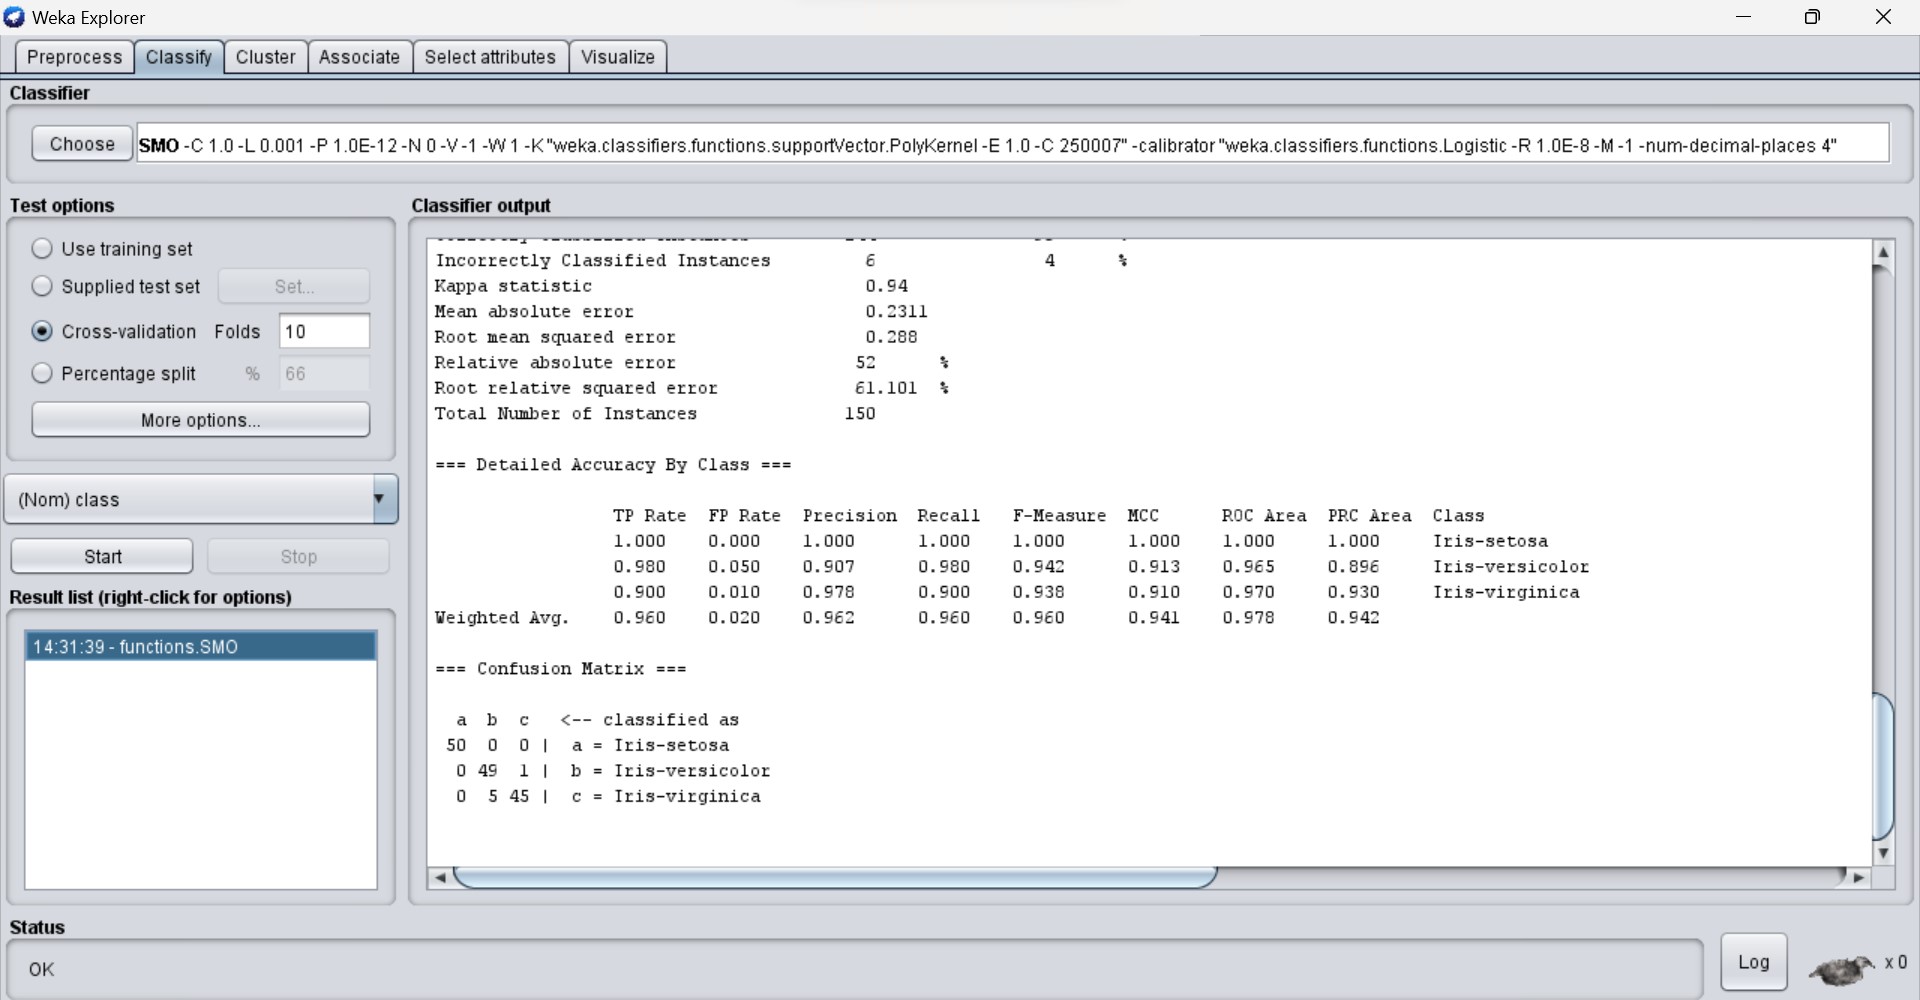 Weka Explorer
Preprocess Classify Cluster Associate Select attributes Visualize
Classifier
Choose SMO -C 1.0 -L 0.001 -P 1.0E-12 -N 0 -V -1 -W 1 -K "weka.classifiers.functions.supportVector.PolyKernel -E 1.0 -C 250007" -calibrator "weka.classifiers.functions.Logistic -R 1.0E-8 -M -1 -num-decimal-places 4"
Test options
Use training set
Supplied test set Set...
Cross-validation Folds 10
Percentage split % 66
More options...
(Nom) class
Start Stop
Result list (right-click for options)
14:31:39 - functions.SMO
Classifier output
Incorrectly Classified Instances 6 4 %
Kappa statistic 0.94
Mean absolute error 0.2311
Root mean squared error 0.288
Relative absolute error 52 %
Root relative squared error 61.101 %
Total Number of Instances 150
=== Detailed Accuracy By Class ===
TP Rate FP Rate Precision Recall F-Measure MCC ROC Area PRC Area Class
1.000 0.000 1.000 1.000 1.000 1.000 1.000 1.000 Iris-setosa
0.980 0.050 0.907 0.980 0.942 0.913 0.965 0.896 Iris-versicolor
0.900 0.010 0.978 0.900 0.938 0.910 0.970 0.930 Iris-virginica
Weighted Avg. 0.960 0.020 0.962 0.960 0.960 0.941 0.978 0.942
=== Confusion Matrix ===
a b c <-- classified as
50 0 0 | a = Iris-setosa
0 49 1 | b = Iris-versicolor
0 5 45 | c = Iris-virginica
Status
OK
Log x 0